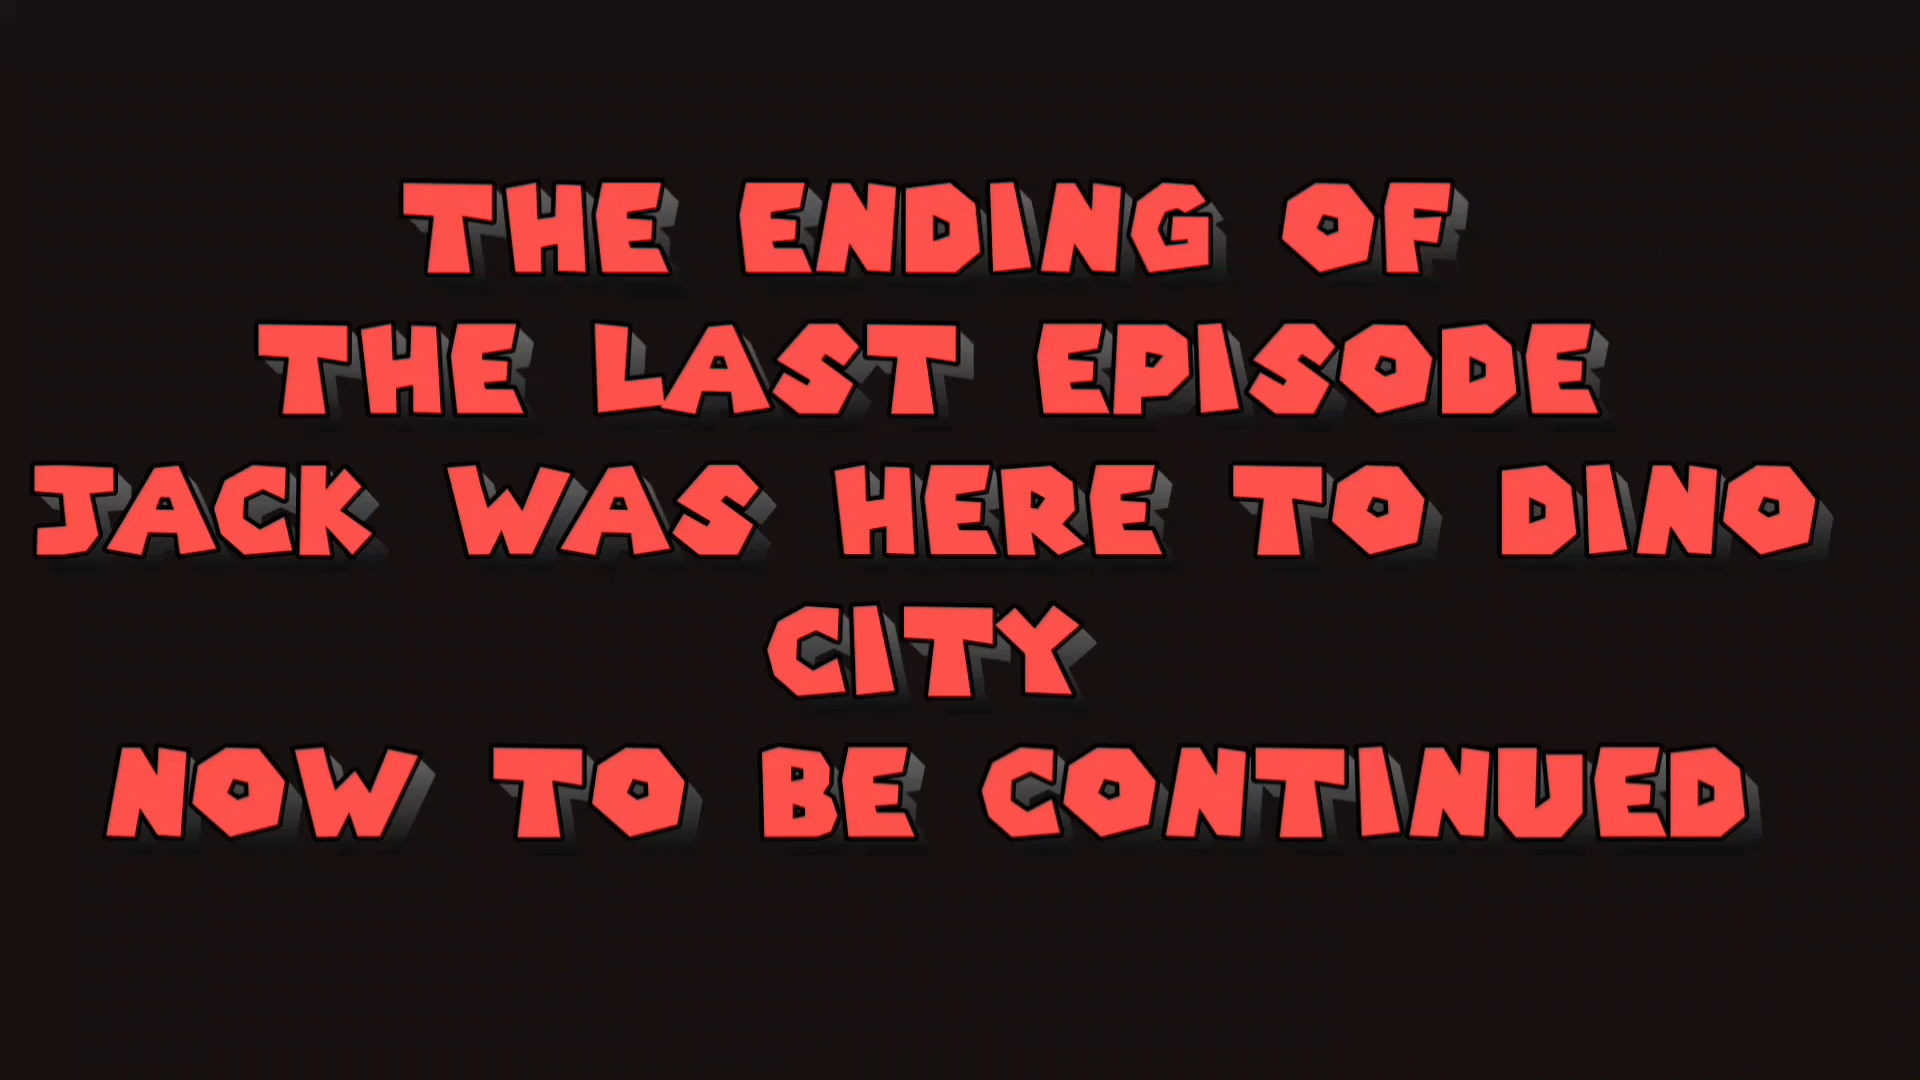 THE ENDING OF
THE LAST EPISODE
JACK WAS HERE TO DINO
CITY
NOW TO BE CONTINUED